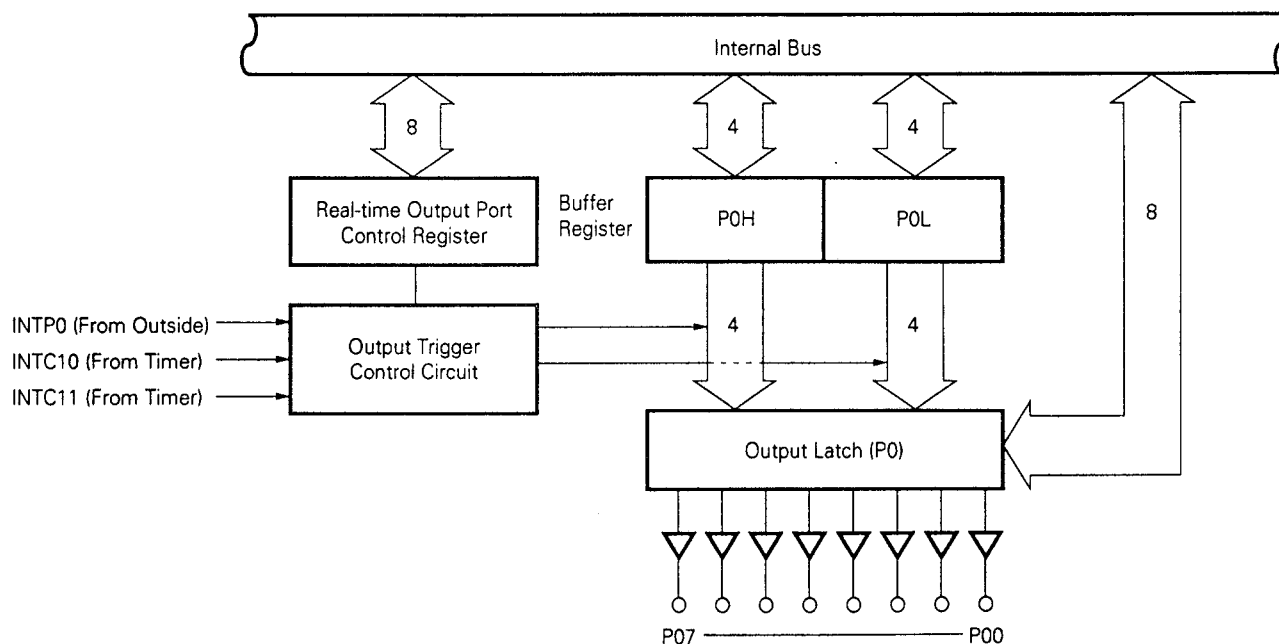 Internal Bus
8
4
4
Real-time Output Port
Control Register
Buffer
Register
P0H
P0L
8
INTP0 (From Outside)
INTC10 (From Timer)
INTC11 (From Timer)
Output Trigger
Control Circuit
4
4
Output Latch (P0)
P07
P00